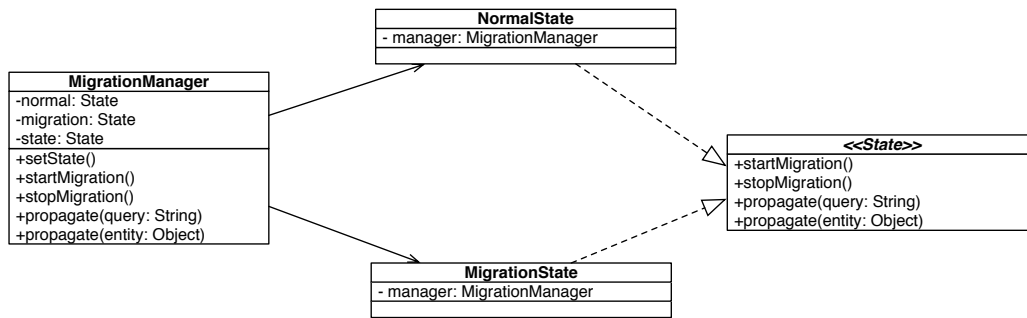 NormalState
- manager: MigrationManager
MigrationManager
-normal: State
-migration: State
-state: State
+setState()
+startMigration()
+stopMigration()
+propagate(query: String)
+propagate(entity: Object)
<<State>>
+startMigration()
+stopMigration()
+propagate(query: String)
+propagate(entity: Object)
MigrationState
- manager: MigrationManager